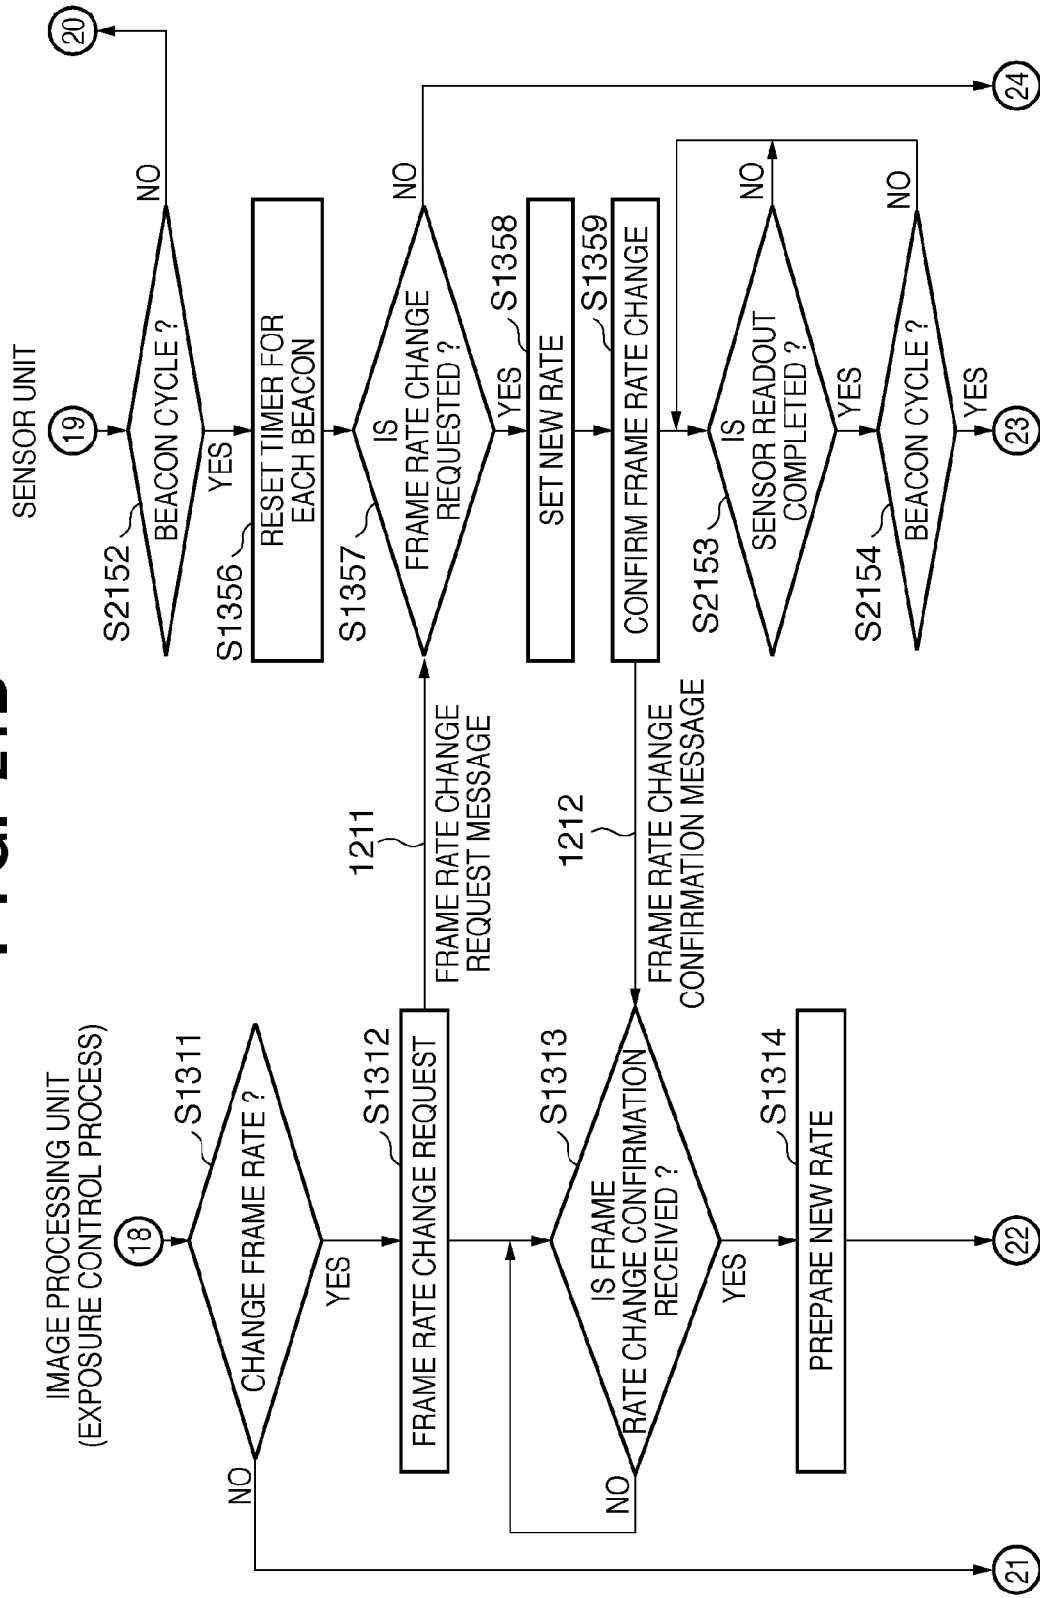 IMAGE PROCESSING UNIT
(EXPOSURE CONTROL PROCESS)
18
S1311
CHANGE FRAME RATE ?
NO
YES
S1312
FRAME RATE CHANGE REQUEST
S1313
IS FRAME
RATE CHANGE CONFIRMATION
RECEIVED ?
NO
YES
S1314
PREPARE NEW RATE
21
22
1211
FRAME RATE CHANGE
REQUEST MESSAGE
1212
FRAME RATE CHANGE
CONFIRMATION MESSAGE
SENSOR UNIT
19
20
S2152
BEACON CYCLE ?
NO
YES
S1356
RESET TIMER FOR
EACH BEACON
S1357
IS
FRAME RATE CHANGE
REQUESTED ?
NO
YES
S1358
SET NEW RATE
S1359
CONFIRM FRAME RATE CHANGE
S2153
IS
SENSOR READOUT
COMPLETED ?
NO
YES
S2154
BEACON CYCLE ?
NO
YES
23
24